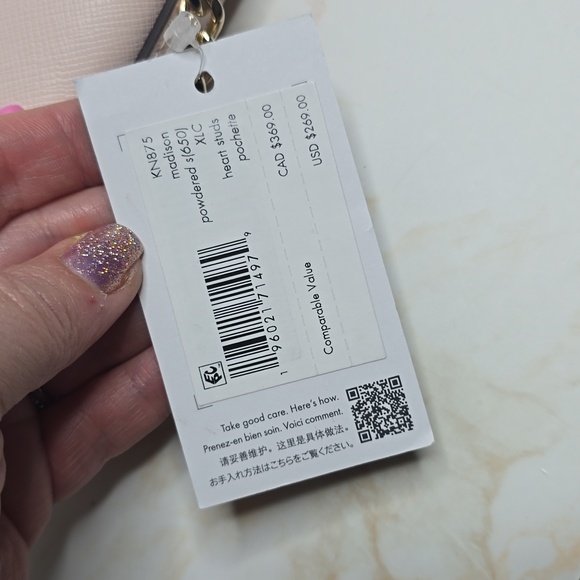 KN875
madison
powdered s(650)
XLC
heart studs
pochette
CAD $369.00
USD $269.00
Comparable Value
1 96021 71497 9
Take good care. Here's how.
Prenez-en bien soin. Voici comment.
请妥善维护。这里是具体做法。
お手入れ方法はこちらをご覧ください。